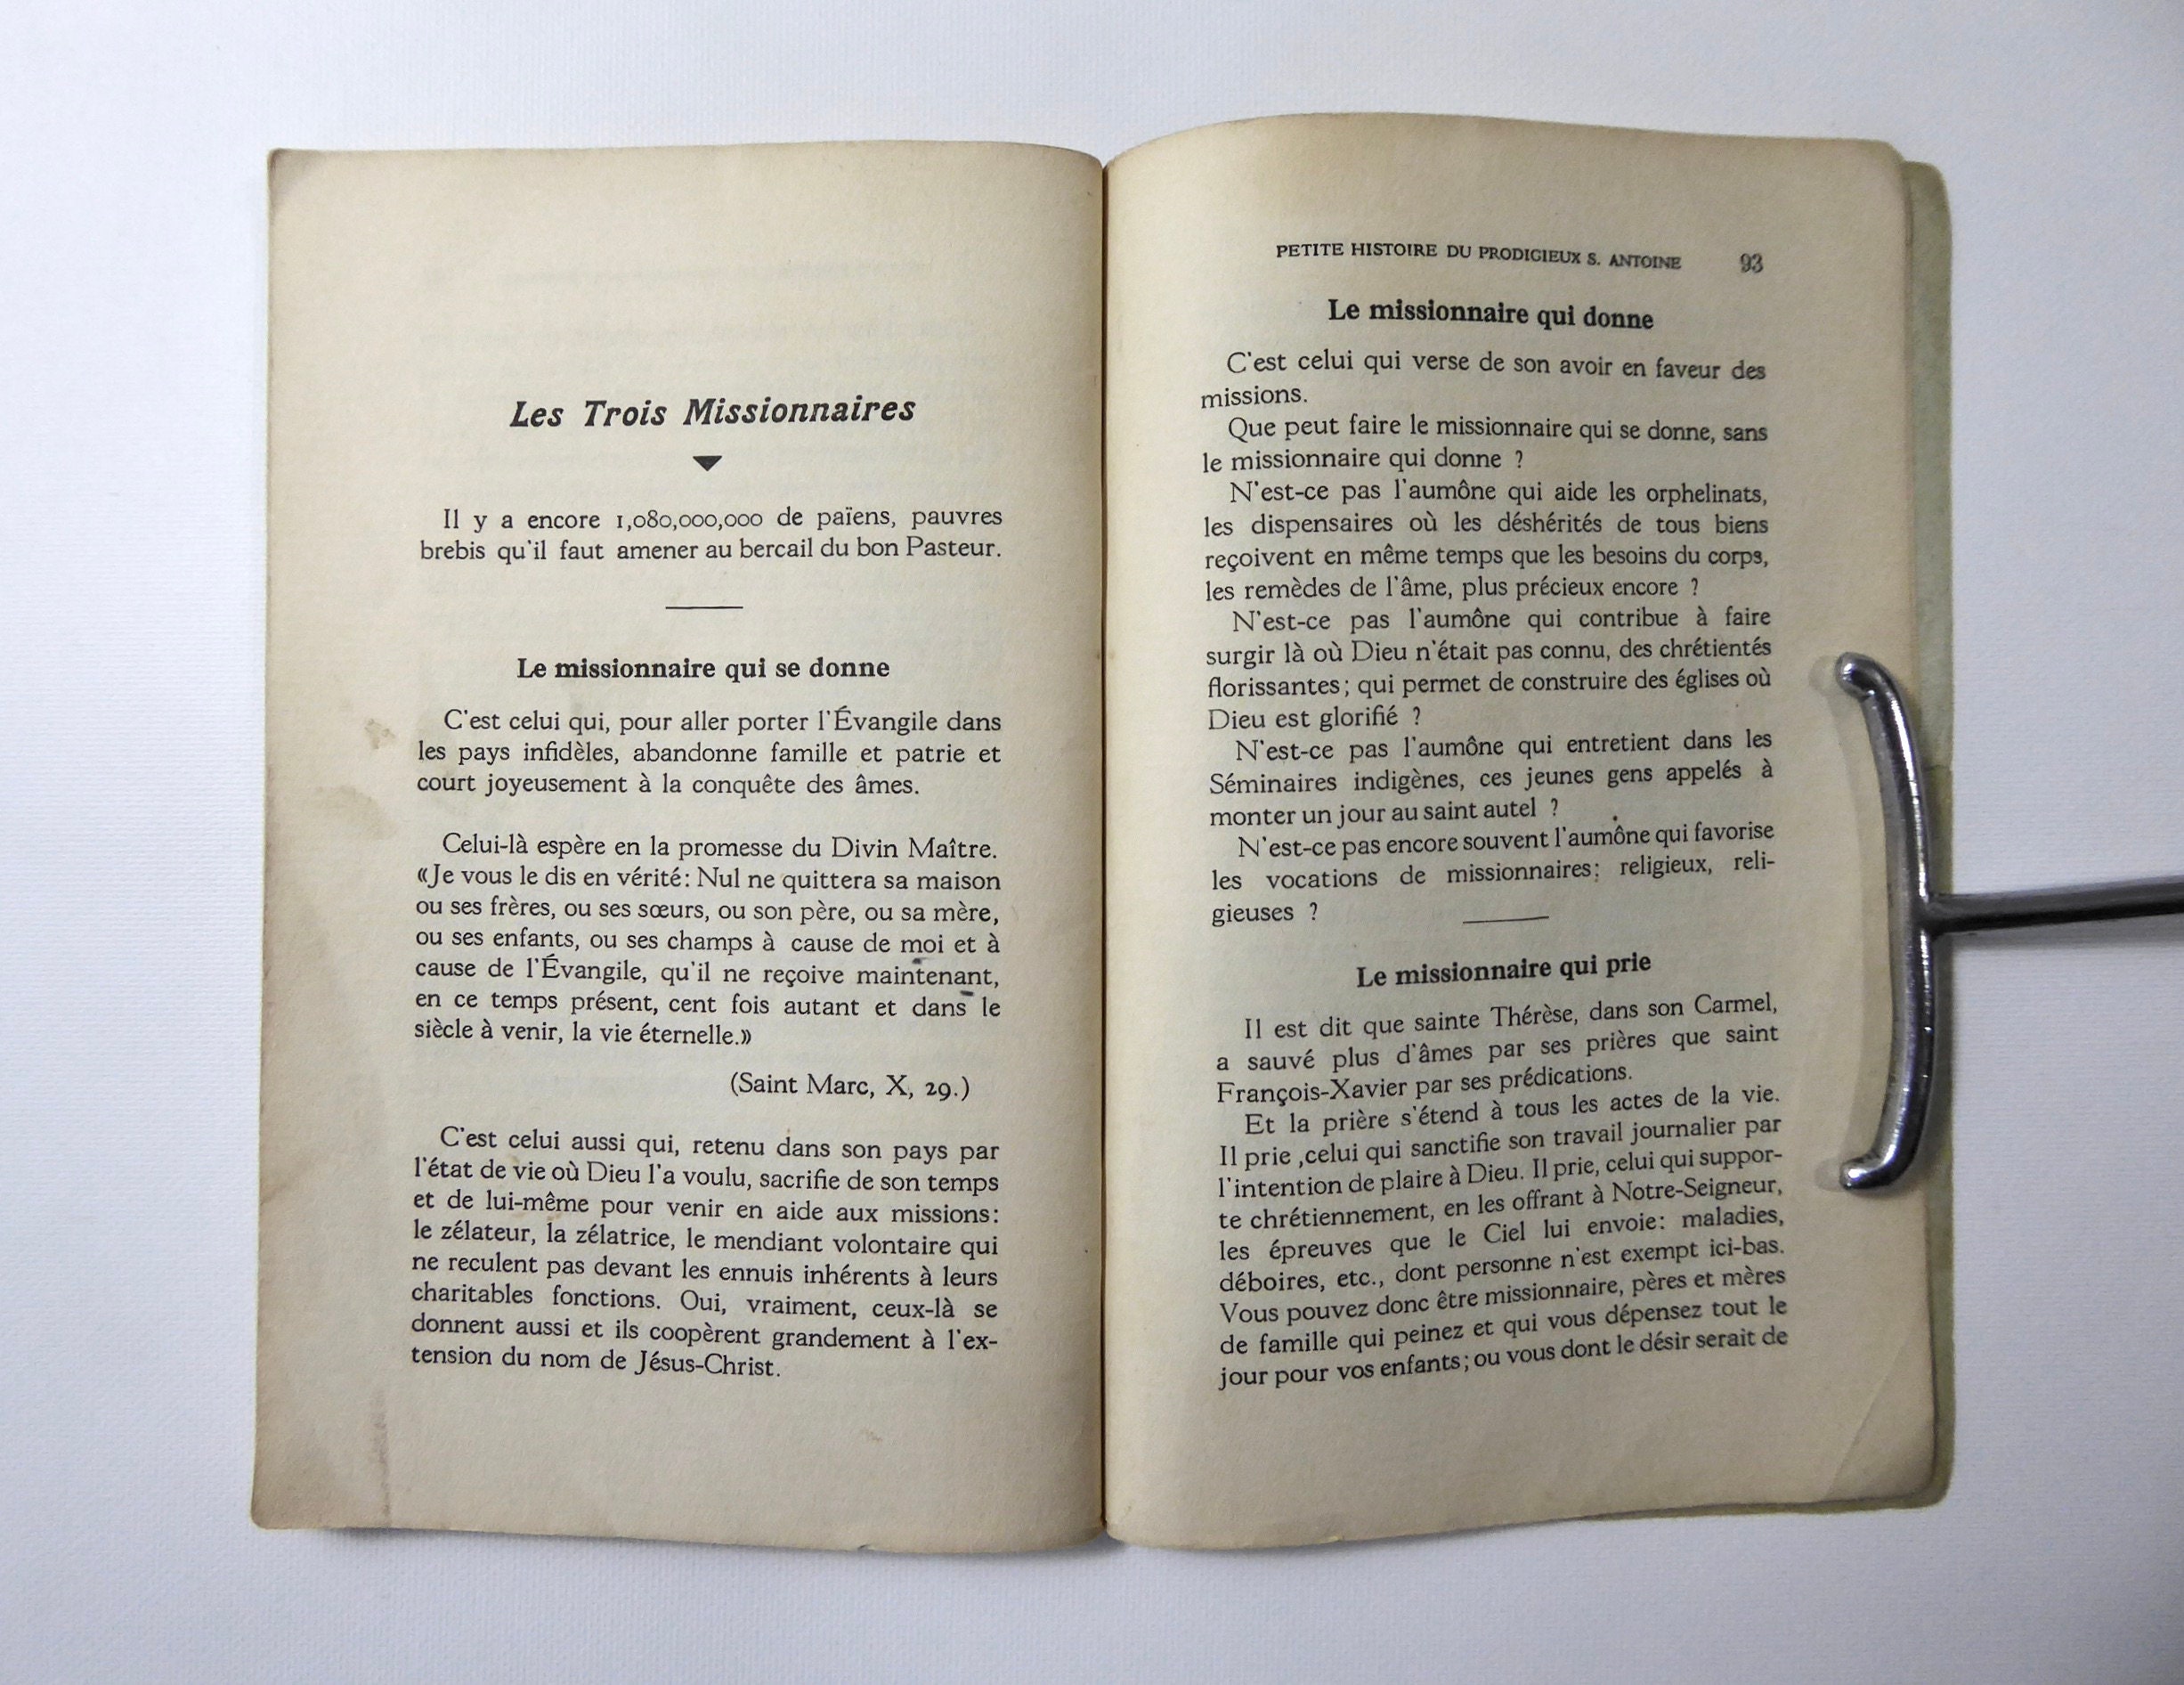 Les Trois Missionnaires
Il y a encore 1,080,000,000 de païens, pauvres
brebis qu'il faut amener au bercail du bon Pasteur.
Le missionnaire qui se donne
C'est celui qui, pour aller porter l'Évangile dans
les pays infidèles, abandonne famille et patrie et
court joyeusement à la conquête des âmes.
Celui-là espère en la promesse du Divin Maître.
«Je vous le dis en vérité: Nul ne quittera sa maison
ou ses frères, ou ses sœurs, ou son père, ou sa mère,
ou ses enfants, ou ses champs à cause de moi et à
cause de l'Évangile, qu'il ne reçoive maintenant,
en ce temps présent, cent fois autant et dans le
siècle à venir, la vie éternelle.»
(Saint Marc, X, 29.)
C'est celui aussi qui, retenu dans son pays par
l'état de vie où Dieu l'a voulu, sacrifie de son temps
et de lui-même pour venir en aide aux missions:
le zélateur, la zélatrice, le mendiant volontaire qui
ne reculent pas devant les ennuis inhérents à leurs
charitables fonctions. Oui, vraiment, ceux-là se
donnent aussi et ils coopèrent grandement à l'ex-
tension du nom de Jésus-Christ.
PETITE HISTOIRE DU PRODIGIEUX S. ANTOINE 93
Le missionnaire qui donne
C'est celui qui verse de son avoir en faveur des
missions.
Que peut faire le missionnaire qui se donne, sans
le missionnaire qui donne ?
N'est-ce pas l'aumône qui aide les orphelinats,
les dispensaires où les déshérités de tous biens
reçoivent en même temps que les besoins du corps,
les remèdes de l'âme, plus précieux encore ?
N'est-ce pas l'aumône qui contribue à faire
surgir là où Dieu n'était pas connu, des chrétientés
florissantes; qui permet de construire des églises où
Dieu est glorifié ?
N'est-ce pas l'aumône qui entretient dans les
Séminaires indigènes, ces jeunes gens appelés à
monter un jour au saint autel ?
N'est-ce pas encore souvent l'aumône qui favorise
les vocations de missionnaires: religieux, reli-
gieuses ?
Le missionnaire qui prie
Il est dit que sainte Thérèse, dans son Carmel,
a sauvé plus d'âmes par ses prières que saint
François-Xavier par ses prédications.
Et la prière s'étend à tous les actes de la vie.
Il prie ,celui qui sanctifie son travail journalier par
l'intention de plaire à Dieu. Il prie, celui qui suppor-
te chrétiennement, en les offrant à Notre-Seigneur,
les épreuves que le Ciel lui envoie: maladies,
déboires, etc., dont personne n'est exempt ici-bas.
Vous pouvez donc être missionnaire, pères et mères
de famille qui peinez et qui vous dépensez tout le
jour pour vos enfants; ou vous dont le désir serait de